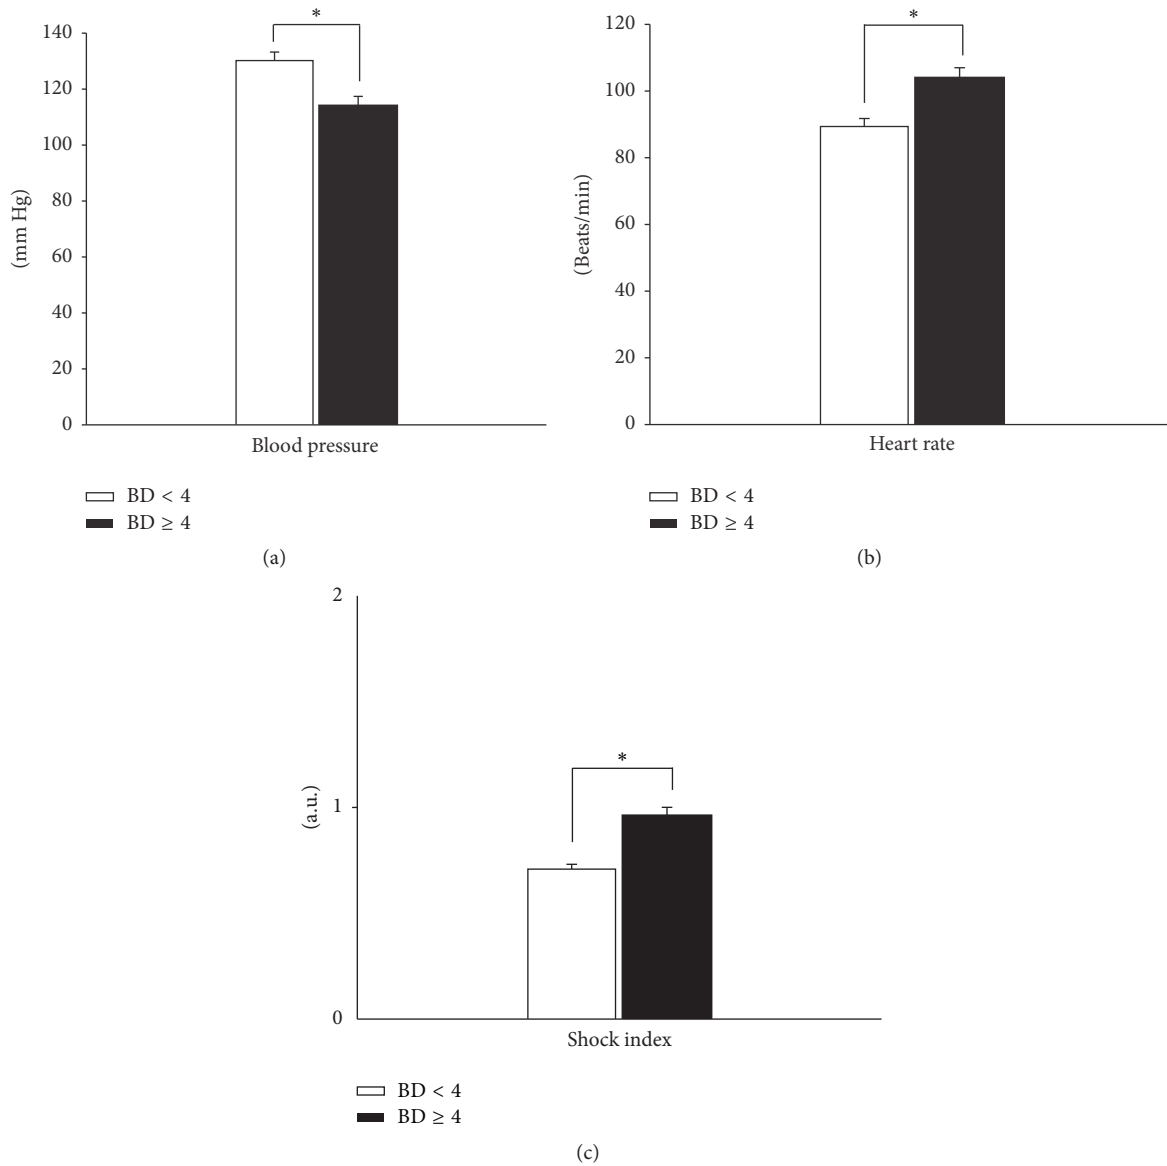 *
140
120
100
80
60
40
20
0
(mm Hg)
Blood pressure
BD < 4
BD ≥ 4
(a)
*
120
100
80
60
40
20
0
(Beats/min)
Heart rate
BD < 4
BD ≥ 4
(b)
2
*
1
0
(a.u.)
Shock index
BD < 4
BD ≥ 4
(c)